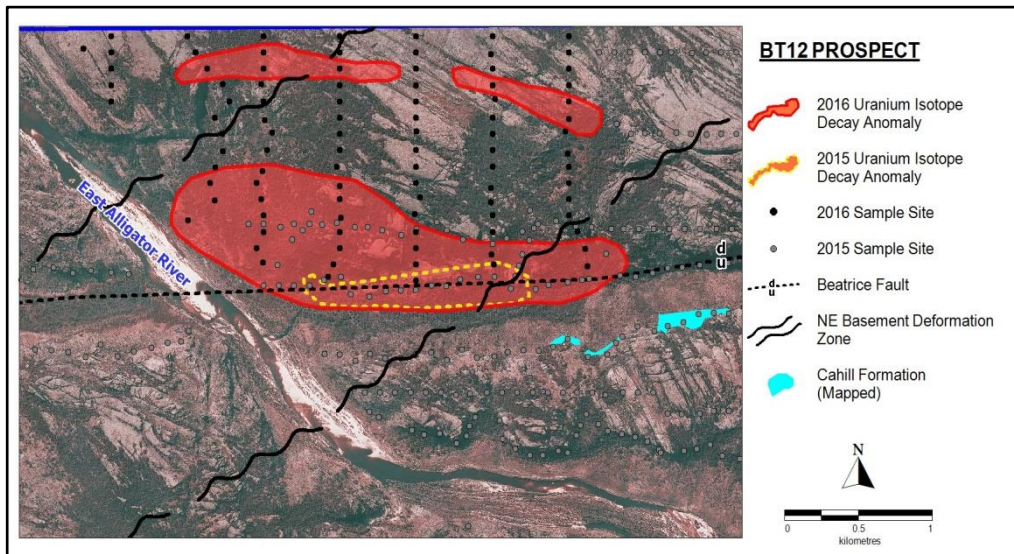 BT12 PROSPECT
2016 Uranium Isotope
Decay Anomaly
2015 Uranium Isotope
Decay Anomaly
2016 Sample Site
2015 Sample Site
d
u
Beatrice Fault
NE Basement Deformation
Zone
Cahill Formation
(Mapped)
East Alligator River
d
u
N
0 0.5 1
kilometres